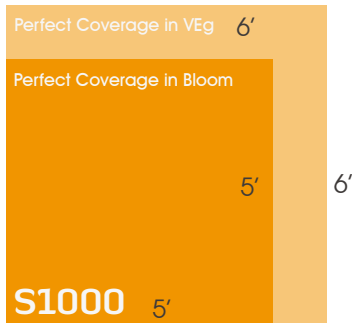 Perfect Coverage in VEg 6’
Perfect Coverage in Bloom
5’ 6’
S1000 5’